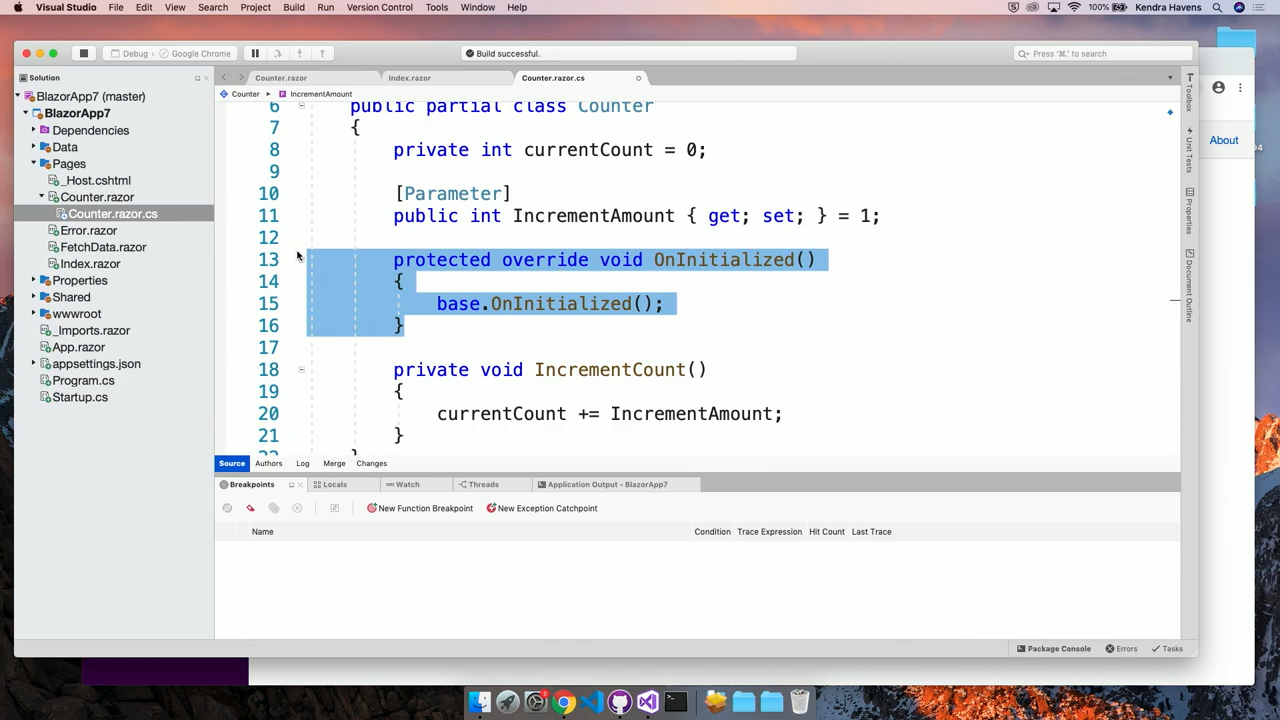 Visual Studio File Edit View Search Project Build Run Version Control Tools Window Help 100% Kendra Havens
Debug Google Chrome Build successful. Press '⌘.' to search
Solution Counter.razor Index.razor Counter.razor.cs
Counter IncrementAmount
BlazorApp7 (master)
BlazorApp7
Dependencies
Data
Pages
_Host.cshtml
Counter.razor
Counter.razor.cs
Error.razor
FetchData.razor
Index.razor
Properties
Shared
wwwroot
_Imports.razor
App.razor
appsettings.json
Program.cs
Startup.cs
6 public partial class Counter
7 {
8 private int currentCount = 0;
9
10 [Parameter]
11 public int IncrementAmount { get; set; } = 1;
12
13 protected override void OnInitialized()
14 {
15 base.OnInitialized();
16 }
17
18 private void IncrementCount()
19 {
20 currentCount += IncrementAmount;
21 }
Toolbox
Unit Tests
Properties
Document Outline
About
Source Authors Log Merge Changes
Breakpoints Locals Watch Threads Application Output - BlazorApp7
New Function Breakpoint New Exception Catchpoint
Name Condition Trace Expression Hit Count Last Trace
Package Console Errors Tasks